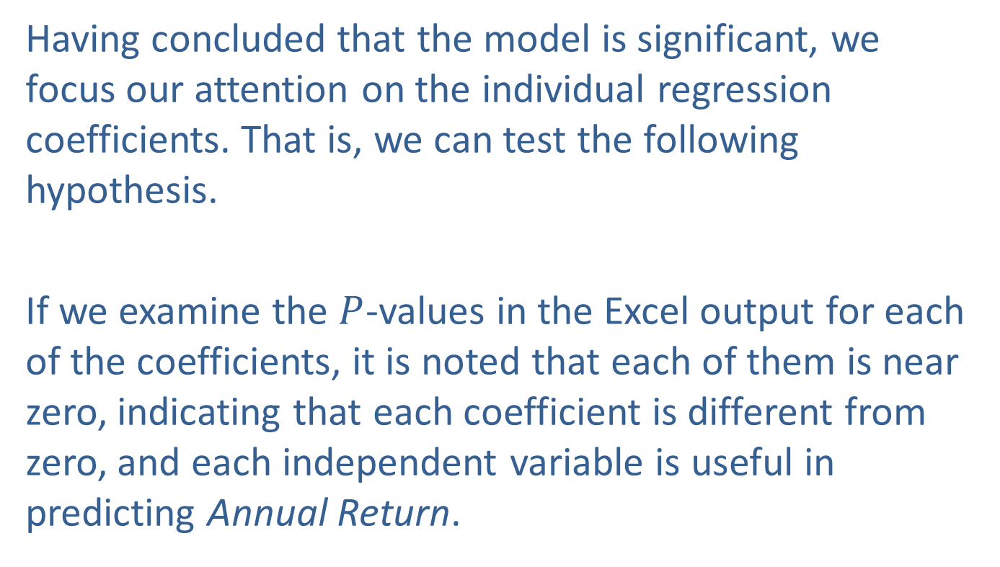 Having concluded that the model is significant, we
focus our attention on the individual regression
coefficients. That is, we can test the following
hypothesis.
If we examine the P-values in the Excel output for each
of the coefficients, it is noted that each of them is near
zero, indicating that each coefficient is different from
zero, and each independent variable is useful in
predicting Annual Return.